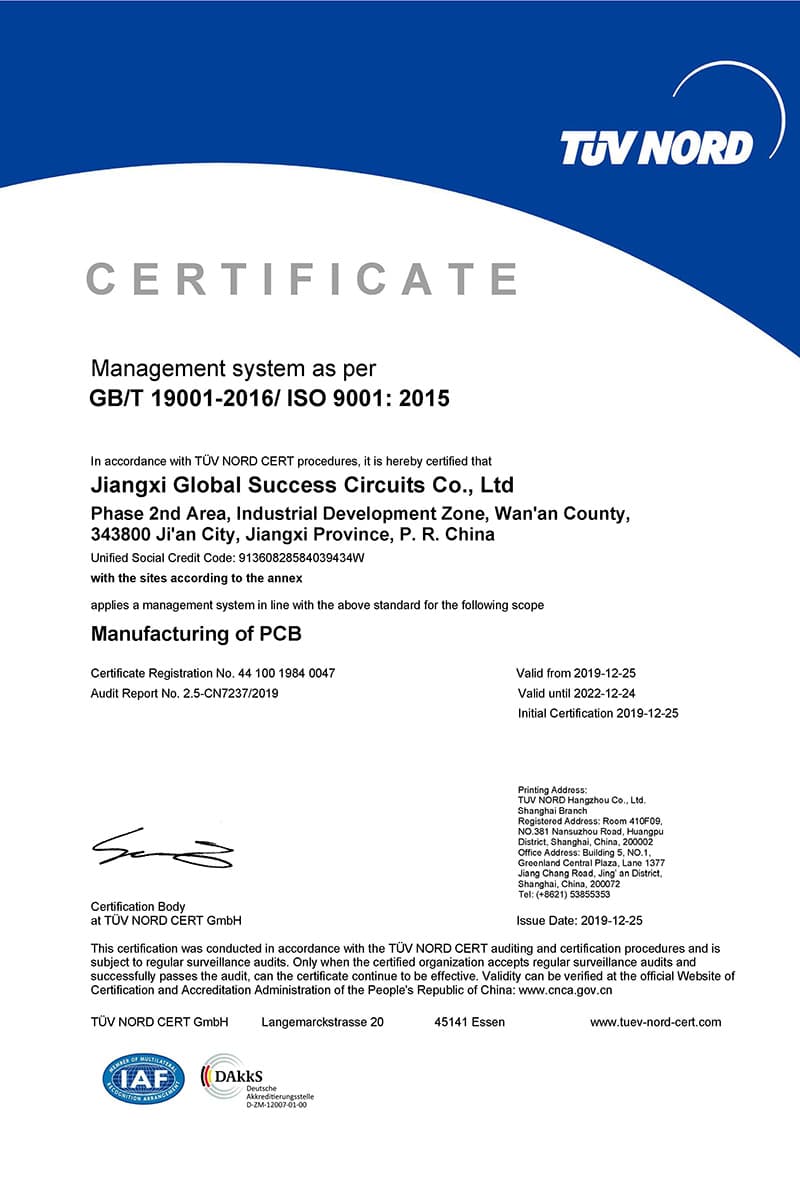 TÜV NORD
CERTIFICATE
Management system as per
GB/T 19001-2016/ ISO 9001: 2015
In accordance with TÜV NORD CERT procedures, it is hereby certified that
Jiangxi Global Success Circuits Co., Ltd
Phase 2nd Area, Industrial Development Zone, Wan'an County,
343800 Ji'an City, Jiangxi Province, P. R. China
Unified Social Credit Code: 91360828584039434W
with the sites according to the annex
applies a management system in line with the above standard for the following scope
Manufacturing of PCB
Certificate Registration No. 44 100 1984 0047
Audit Report No. 2.5-CN7237/2019
Valid from 2019-12-25
Valid until 2022-12-24
Initial Certification 2019-12-25
Printing Address:
TUV NORD Hangzhou Co., Ltd.
Shanghai Branch
Registered Address: Room 410F09,
NO.381 Nansuzhou Road, Huangpu
District, Shanghai, China, 200002
Office Address: Building 5, NO.1,
Greenland Central Plaza, Lane 1377
Jiang Chang Road, Jing' an District,
Shanghai, China, 200072
Tel: (+8621) 53855353
Certification Body
at TÜV NORD CERT GmbH
Issue Date: 2019-12-25
This certification was conducted in accordance with the TÜV NORD CERT auditing and certification procedures and is
subject to regular surveillance audits. Only when the certified organization accepts regular surveillance audits and
successfully passes the audit, can the certificate continue to be effective. Validity can be verified at the official Website of
Certification and Accreditation Administration of the People's Republic of China: www.cnca.gov.cn
TÜV NORD CERT GmbH Langemarckstrasse 20 45141 Essen www.tuev-nord-cert.com
MEMBER OF MULTILATERAL
IAF
RECOGNITION ARRANGEMENT
DAkkS
Deutsche
Akkreditierungsstelle
D-ZM-12007-01-00